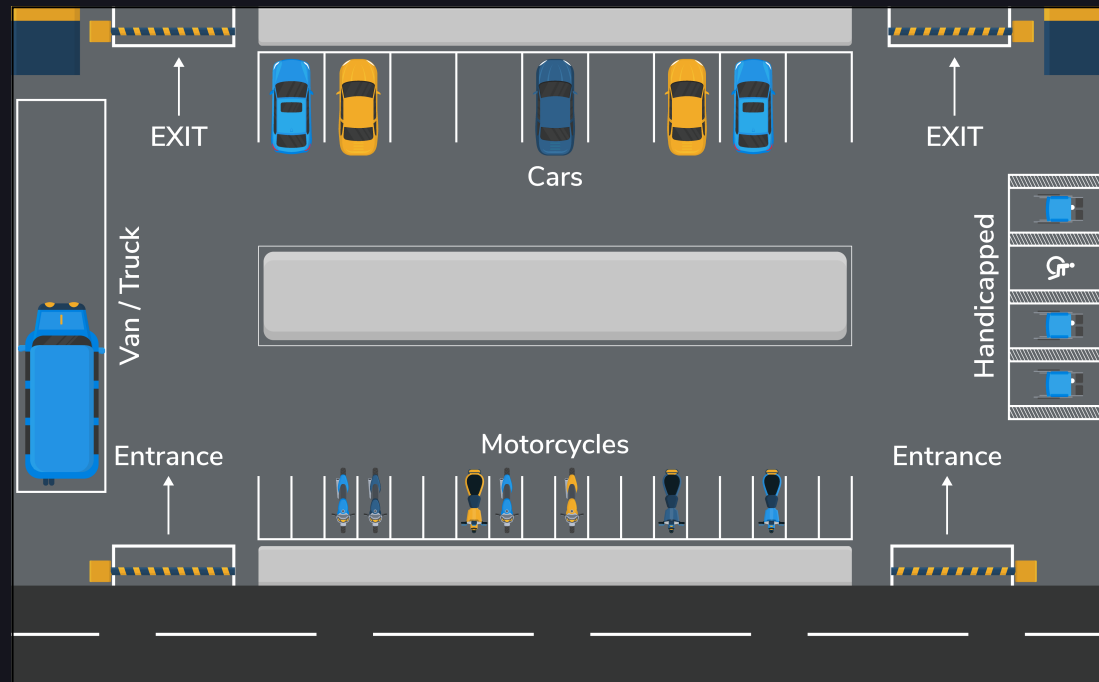 EXIT
EXIT
Cars
Van / Truck
Handicapped
Motorcycles
Entrance
Entrance